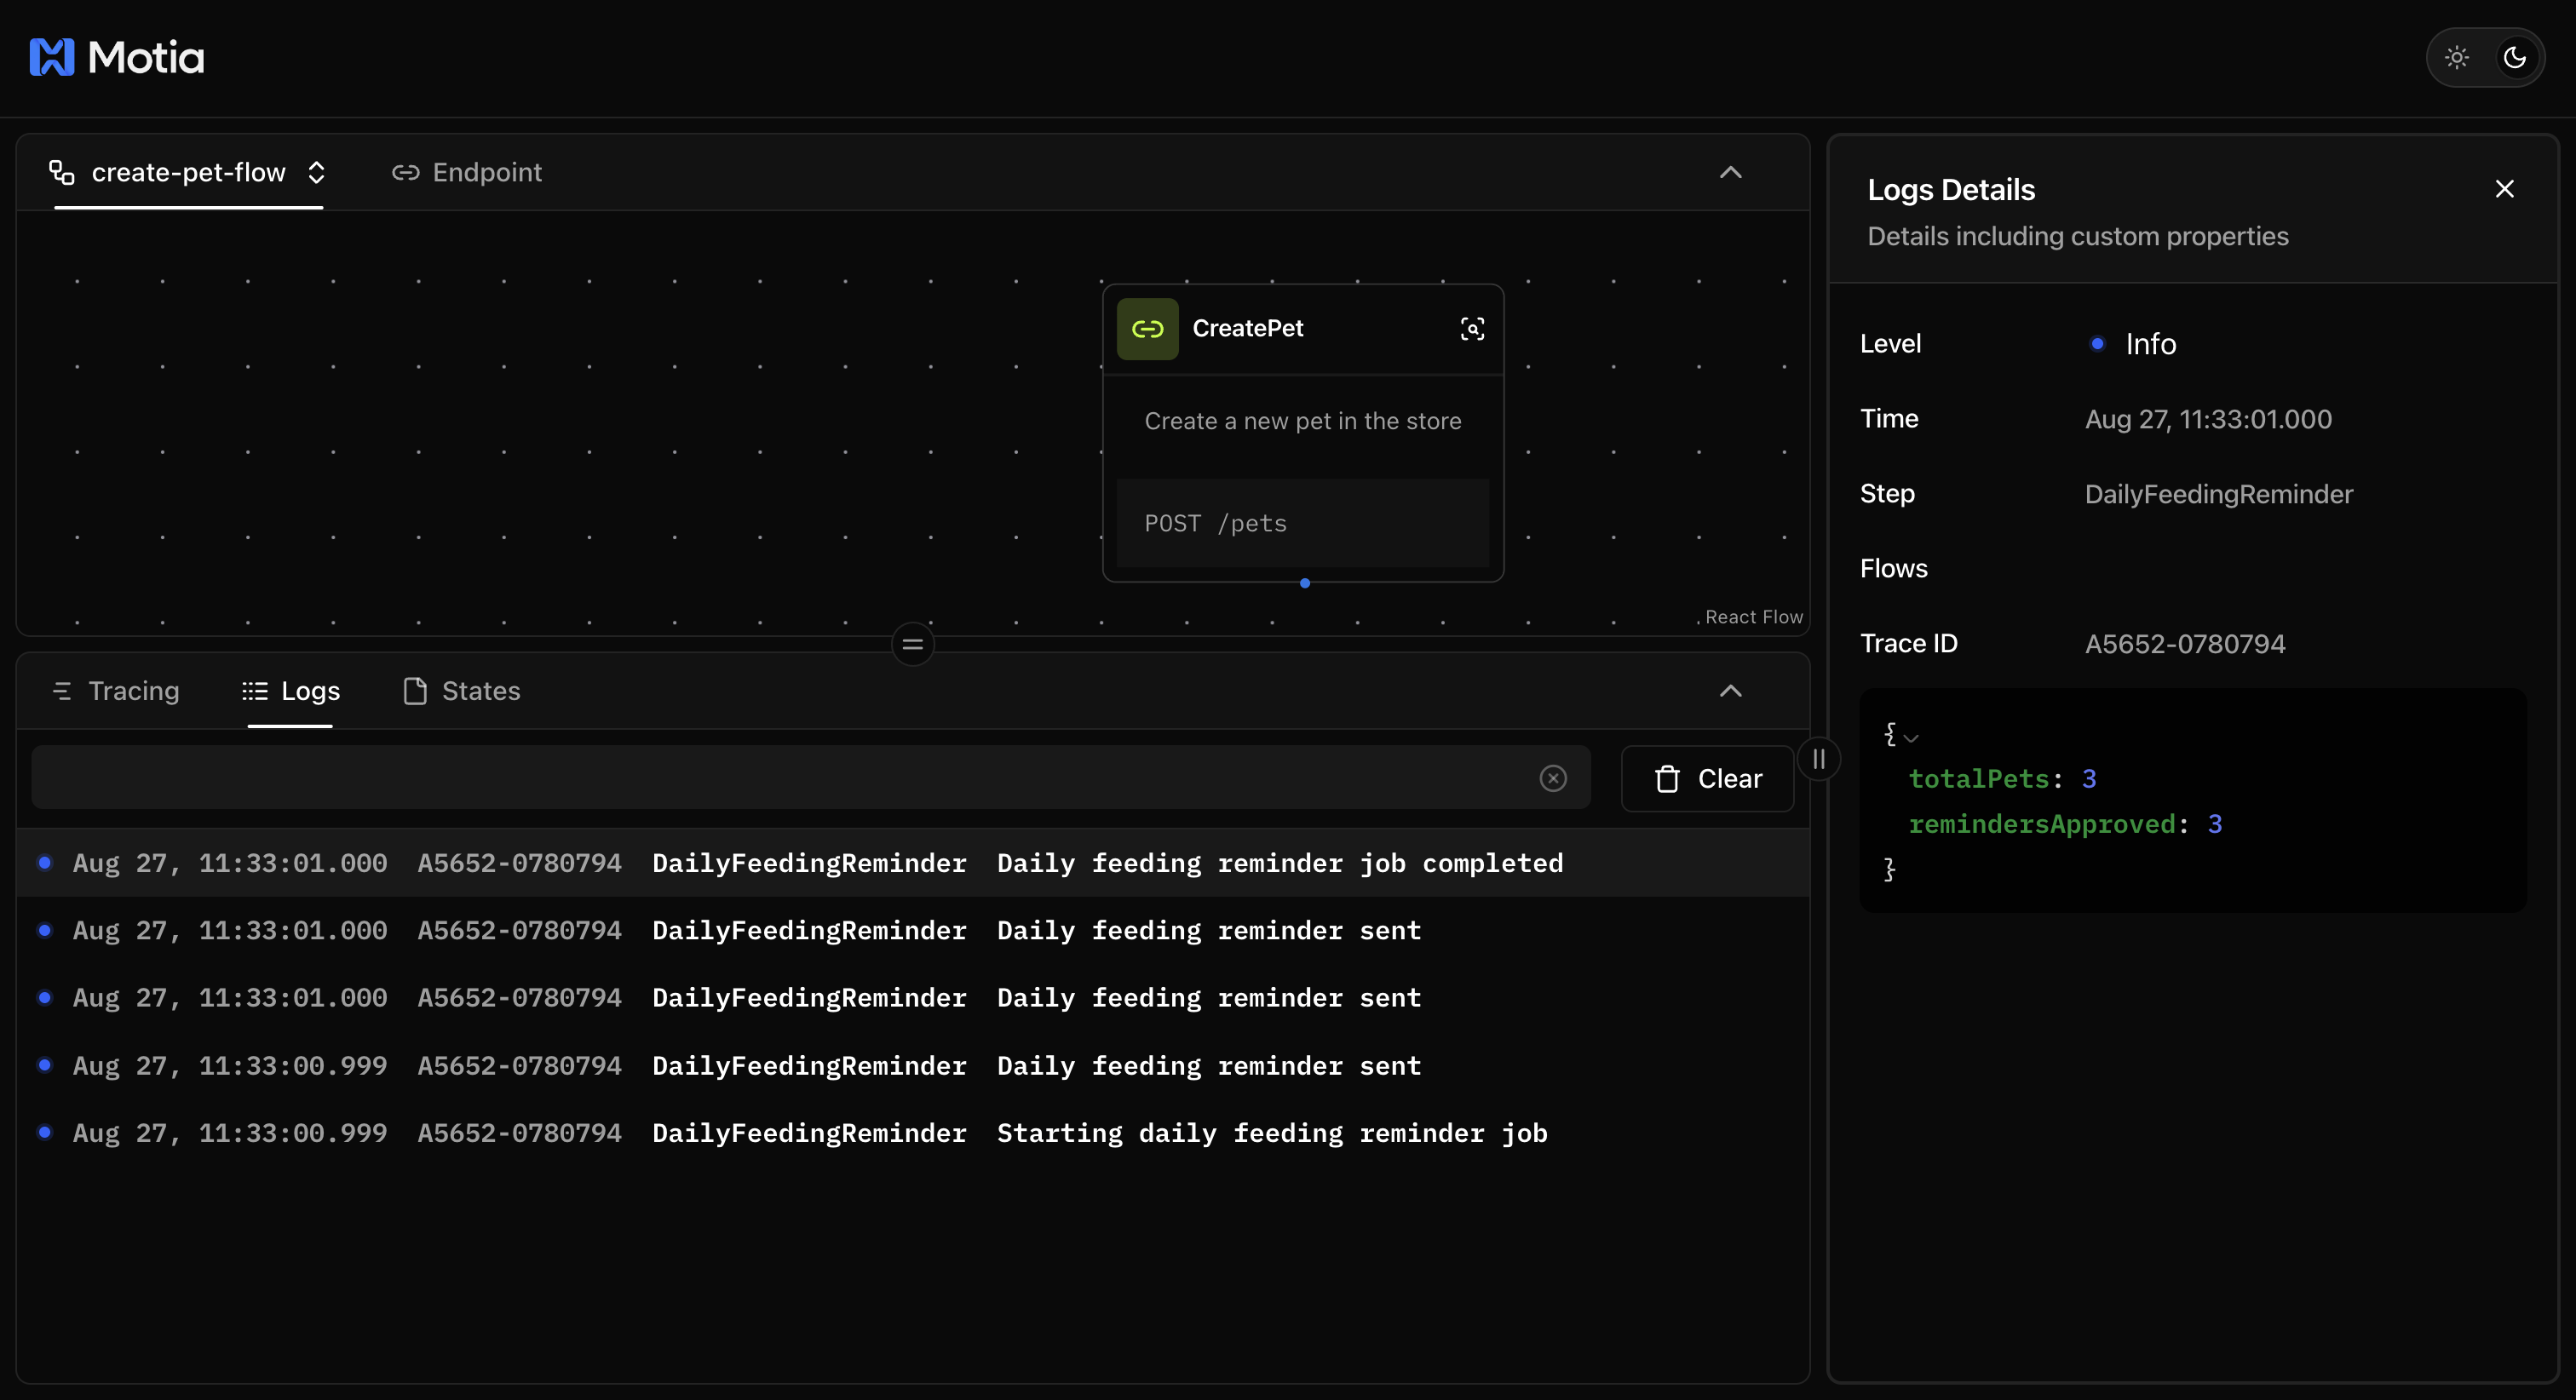 Motia
create-pet-flow
Endpoint
CreatePet
Create a new pet in the store
POST /pets
React Flow
Tracing
Logs
States
Clear
Aug 27, 11:33:01.000 A5652-0780794 DailyFeedingReminder Daily feeding reminder job completed
Aug 27, 11:33:01.000 A5652-0780794 DailyFeedingReminder Daily feeding reminder sent
Aug 27, 11:33:01.000 A5652-0780794 DailyFeedingReminder Daily feeding reminder sent
Aug 27, 11:33:00.999 A5652-0780794 DailyFeedingReminder Daily feeding reminder sent
Aug 27, 11:33:00.999 A5652-0780794 DailyFeedingReminder Starting daily feeding reminder job
Logs Details
Details including custom properties
Level Info
Time Aug 27, 11:33:01.000
Step DailyFeedingReminder
Flows
Trace ID A5652-0780794
{
totalPets: 3
remindersApproved: 3
}